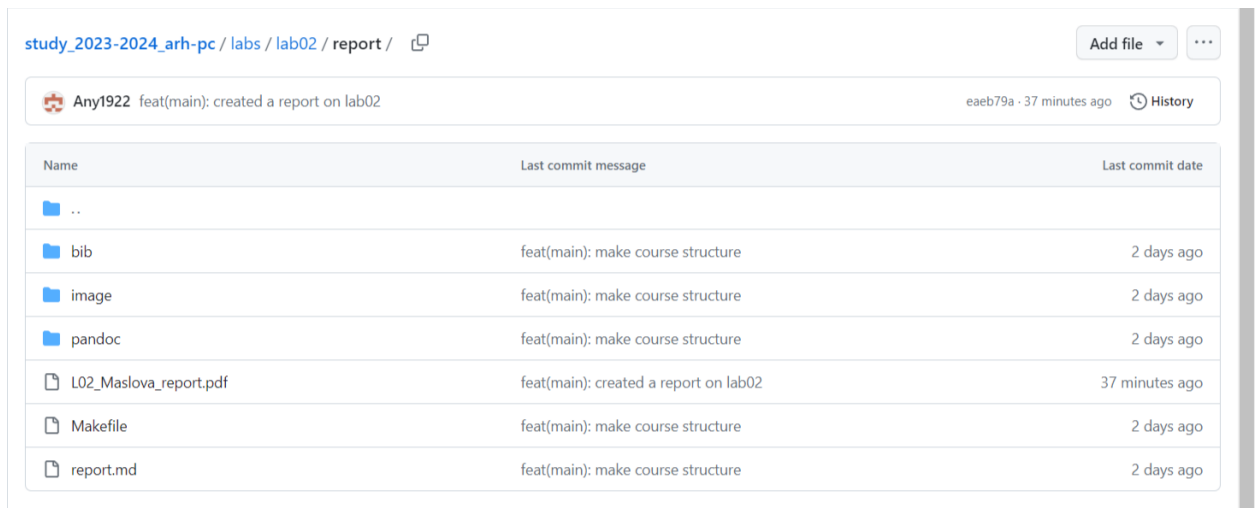 study_2023-2024_arh-pc / labs / lab02 / report /
Add file
...
Any1922 feat(main): created a report on lab02
eaeb79a · 37 minutes ago
History
Name Last commit message Last commit date
..
bib feat(main): make course structure 2 days ago
image feat(main): make course structure 2 days ago
pandoc feat(main): make course structure 2 days ago
L02_Maslova_report.pdf feat(main): created a report on lab02 37 minutes ago
Makefile feat(main): make course structure 2 days ago
report.md feat(main): make course structure 2 days ago